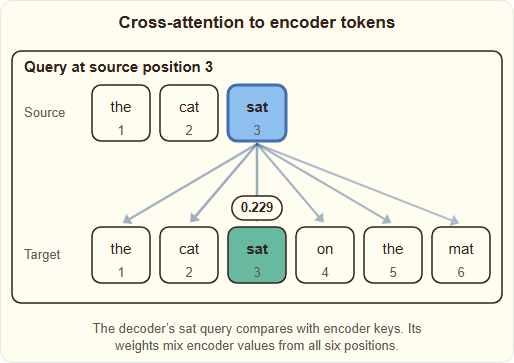 Cross-attention to encoder tokens
Query at source position 3
Source
the
1
cat
2
sat
3
0.229
Target
the
1
cat
2
sat
3
on
4
the
5
mat
6
The decoder’s sat query compares with encoder keys. Its
weights mix encoder values from all six positions.